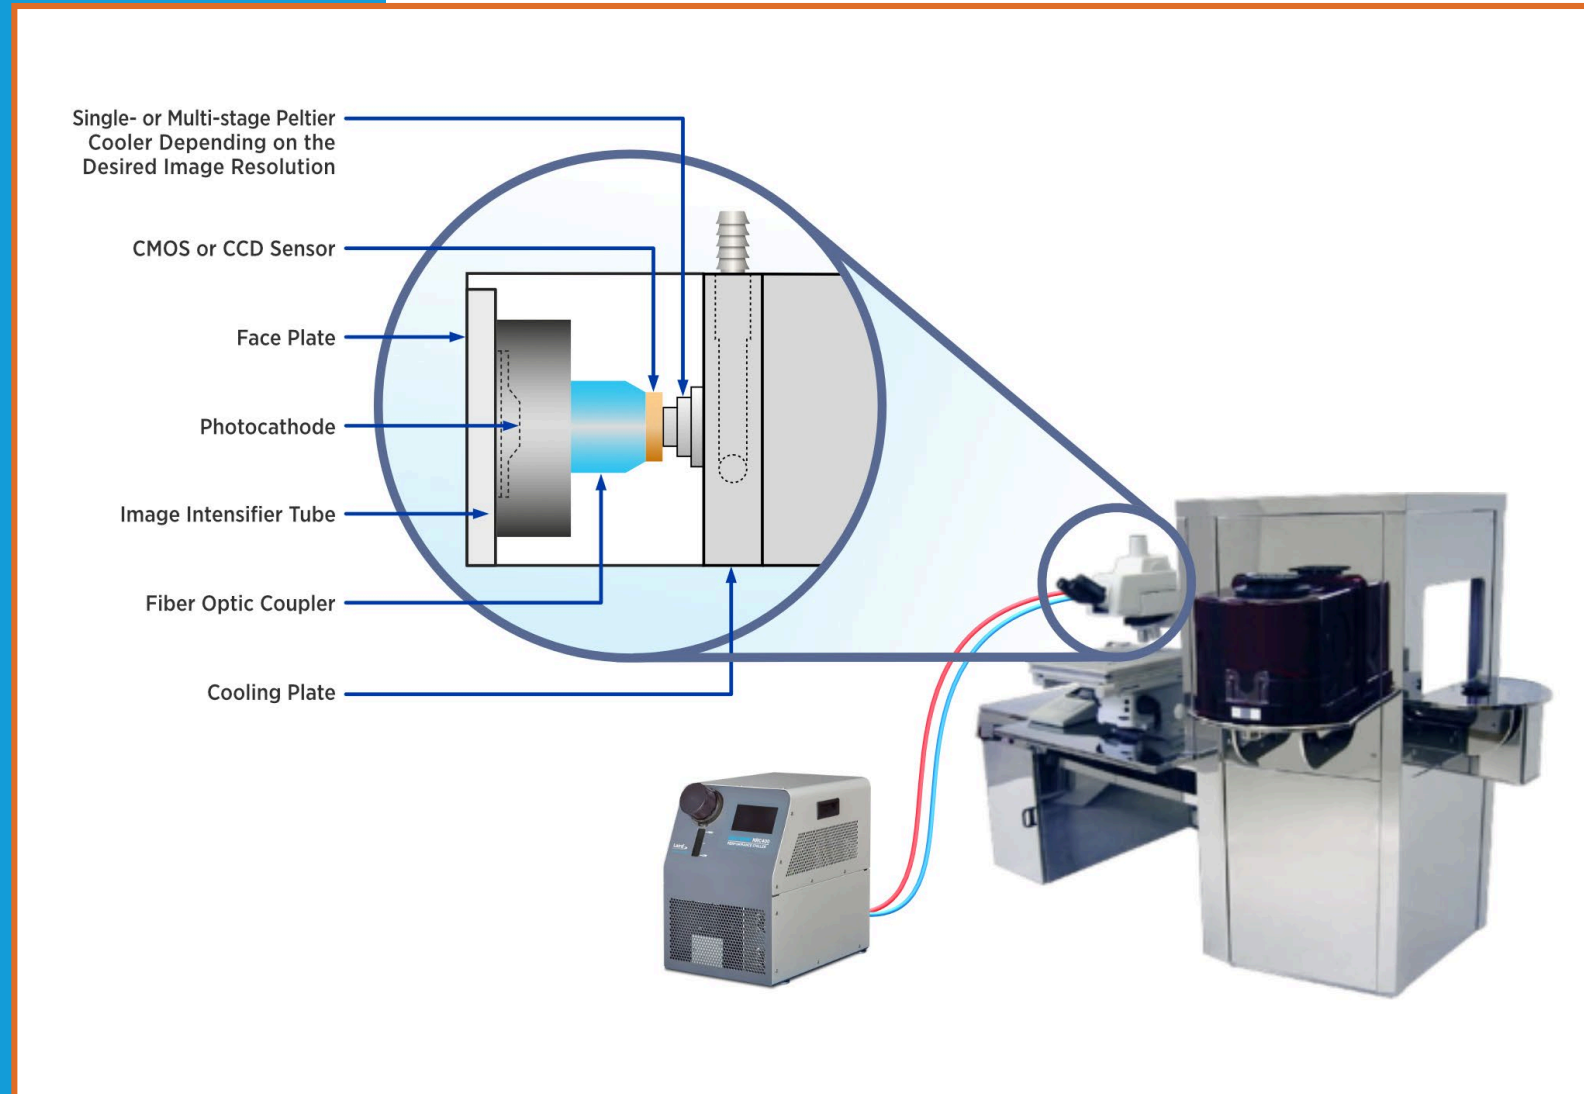 Single- or Multi-stage Peltier
Cooler Depending on the
Desired Image Resolution
CMOS or CCD Sensor
Face Plate
Photocathode
Image Intensifier Tube
Fiber Optic Coupler
Cooling Plate